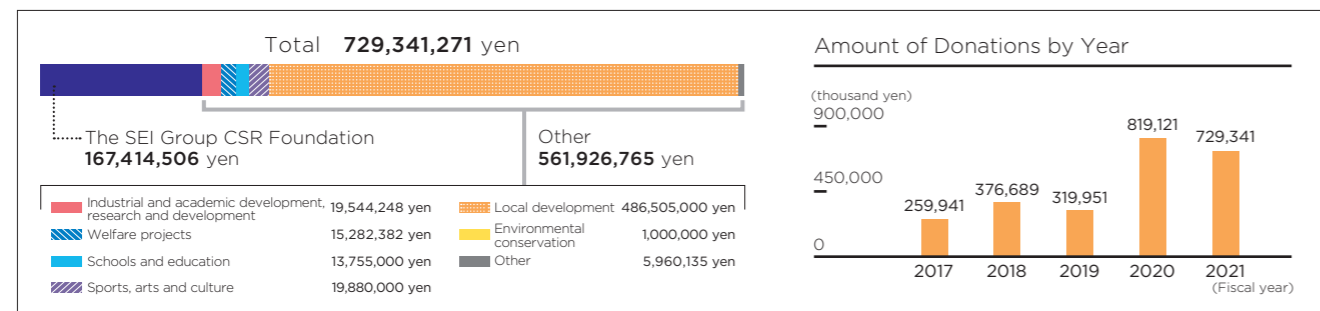 Total 729,341,271 yen
The SEI Group CSR Foundation
167,414,506 yen
Other
561,926,765 yen
Industrial and academic development,
research and development
19,544,248 yen
Welfare projects
15,282,382 yen
Schools and education
13,755,000 yen
Sports, arts and culture
19,880,000 yen
Local development
486,505,000 yen
Environmental
conservation
1,000,000 yen
Other
5,960,135 yen
Amount of Donations by Year
(thousand yen)
900,000
450,000
0
259,941
376,689
319,951
819,121
729,341
2017
2018
2019
2020
2021
(Fiscal year)